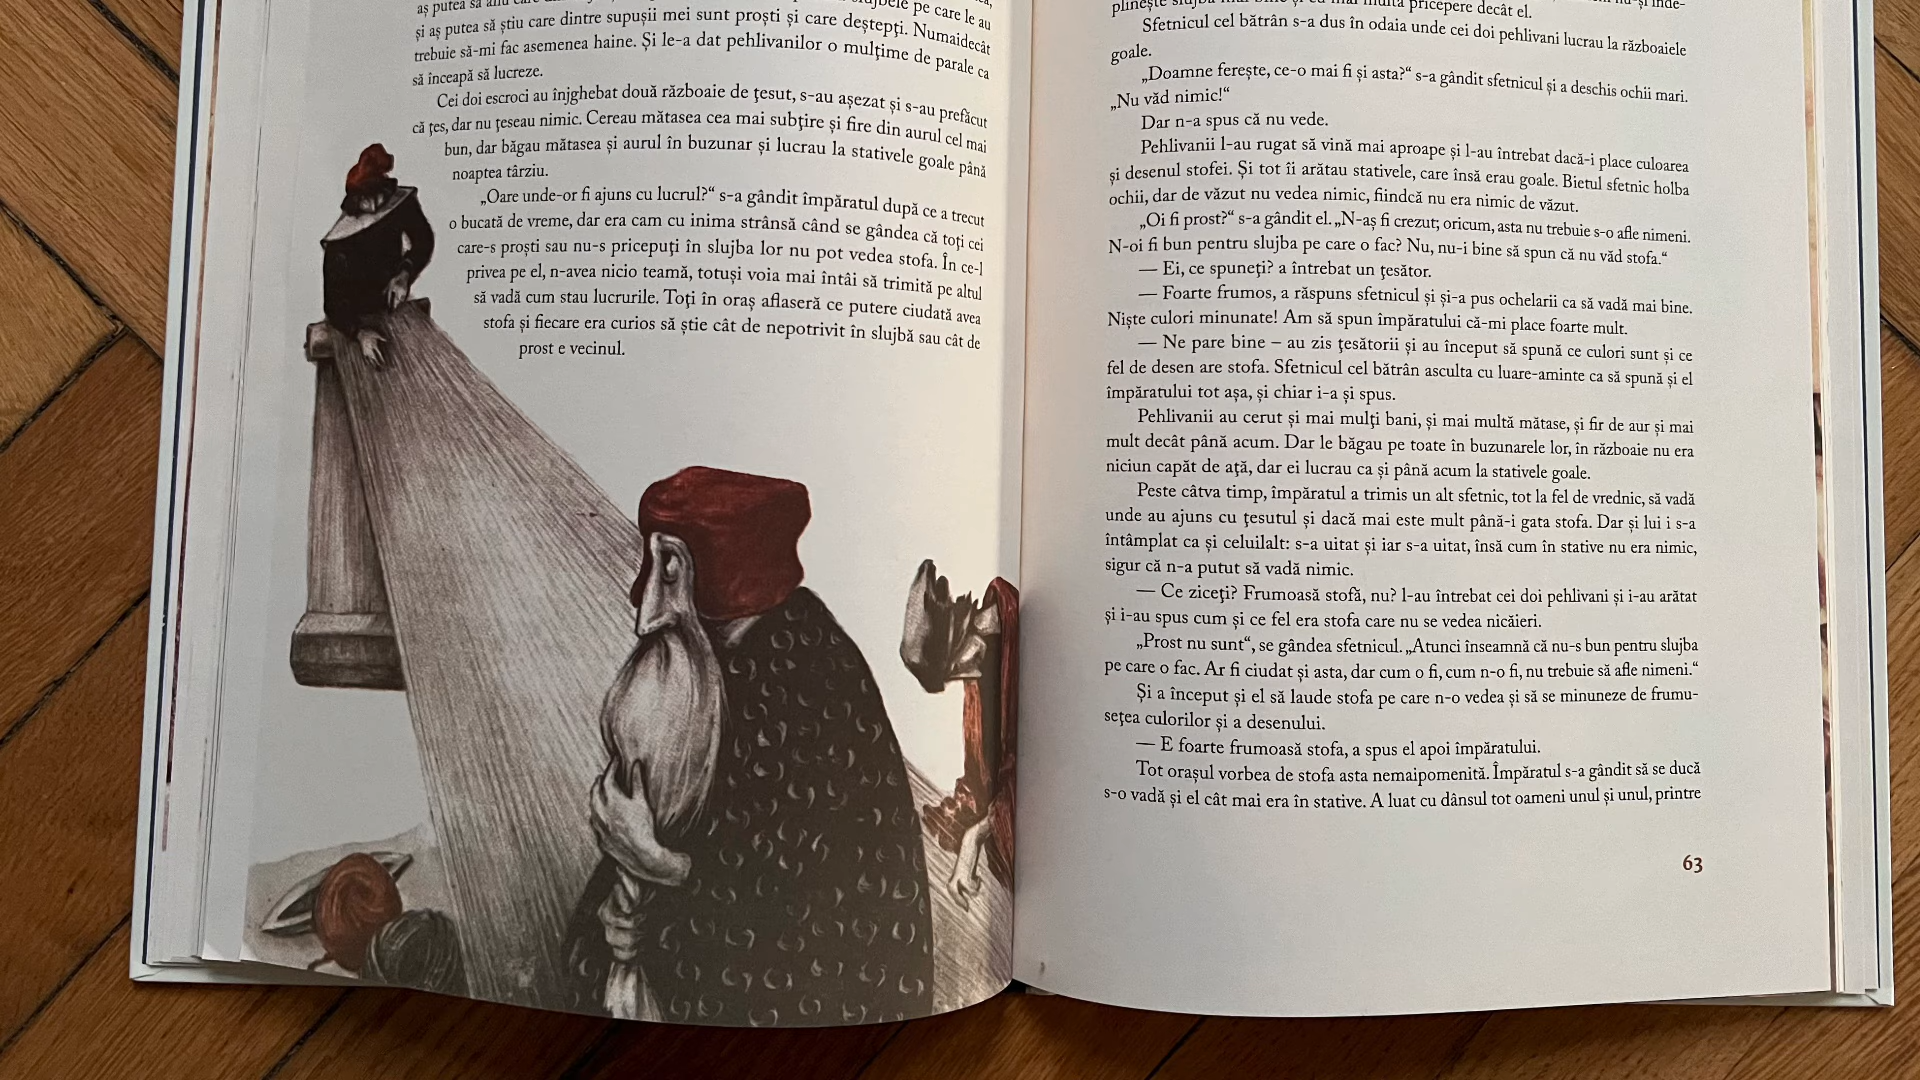 și aș putea să știu care dintre supușii mei sunt proști și care deștepți. Numaidecât
trebuie să-mi fac asemenea haine. Și le-a dat pehlivanilor o mulțime de parale ca
să înceapă să lucreze.
Cei doi escroci au înjghebat două războaie de țesut, s-au așezat și s-au prefăcut
că țes, dar nu țeseau nimic. Cereau mătasea cea mai subțire și fire din aurul cel mai
bun, dar băgau mătasea și aurul în buzunar și lucrau la stativele goale până
noaptea târziu.
„Oare unde-or fi ajuns cu lucrul?“ s-a gândit împăratul după ce a trecut
o bucată de vreme, dar era cam cu inima strânsă când se gândea că toți cei
care-s proști sau nu-s pricepuți în slujba lor nu pot vedea stofa. În ce-l
privea pe el, n-avea nicio teamă, totuși voia mai întâi să trimită pe altul
să vadă cum stau lucrurile. Toți în oraș aflaseră ce putere ciudată avea
stofa și fiecare era curios să știe cât de nepotrivit în slujbă sau cât de
prost e vecinul.
plinește slujba mai bine și cu mai multă pricepere decât el.
Sfetnicul cel bătrân s-a dus în odaia unde cei doi pehlivani lucrau la războaiele
goale.
„Doamne ferește, ce-o mai fi și asta?“ s-a gândit sfetnicul și a deschis ochii mari.
„Nu văd nimic!“
Dar n-a spus că nu vede.
Pehlivanii l-au rugat să vină mai aproape și l-au întrebat dacă-i place culoarea
și desenul stofei. Și tot îi arătau stativele, care însă erau goale. Bietul sfetnic holba
ochii, dar de văzut nu vedea nimic, fiindcă nu era nimic de văzut.
„Oi fi prost?“ s-a gândit el. „N-aș fi crezut; oricum, asta nu trebuie s-o afle nimeni.
N-oi fi bun pentru slujba pe care o fac? Nu, nu-i bine să spun că nu văd stofa.“
— Ei, ce spuneți? a întrebat un țesător.
— Foarte frumos, a răspuns sfetnicul și și-a pus ochelarii ca să vadă mai bine.
Niște culori minunate! Am să spun împăratului că-mi place foarte mult.
— Ne pare bine – au zis țesătorii și au început să spună ce culori sunt și ce
fel de desen are stofa. Sfetnicul cel bătrân asculta cu luare-aminte ca să spună și el
împăratului tot așa, și chiar i-a și spus.
Pehlivanii au cerut și mai mulți bani, și mai multă mătase, și fir de aur și mai
mult decât până acum. Dar le băgau pe toate în buzunarele lor, în războaie nu era
niciun capăt de ață, dar ei lucrau ca și până acum la stativele goale.
Peste câtva timp, împăratul a trimis un alt sfetnic, tot la fel de vrednic, să vadă
unde au ajuns cu țesutul și dacă mai este mult până-i gata stofa. Dar și lui i s-a
întâmplat ca și celuilalt: s-a uitat și iar s-a uitat, însă cum în stative nu era nimic,
sigur că n-a putut să vadă nimic.
— Ce ziceți? Frumoasă stofă, nu? l-au întrebat cei doi pehlivani și i-au arătat
și i-au spus cum și ce fel era stofa care nu se vedea nicăieri.
„Prost nu sunt“, se gândea sfetnicul. „Atunci înseamnă că nu-s bun pentru slujba
pe care o fac. Ar fi ciudat și asta, dar cum o fi, cum n-o fi, nu trebuie să afle nimeni.“
Și a început și el să laude stofa pe care n-o vedea și să se minuneze de frumu-
sețea culorilor și a desenului.
— E foarte frumoasă stofa, a spus el apoi împăratului.
Tot orașul vorbea de stofa asta nemaipomenită. Împăratul s-a gândit să se ducă
s-o vadă și el cât mai era în stative. A luat cu dânsul tot oameni unul și unul, printre
63